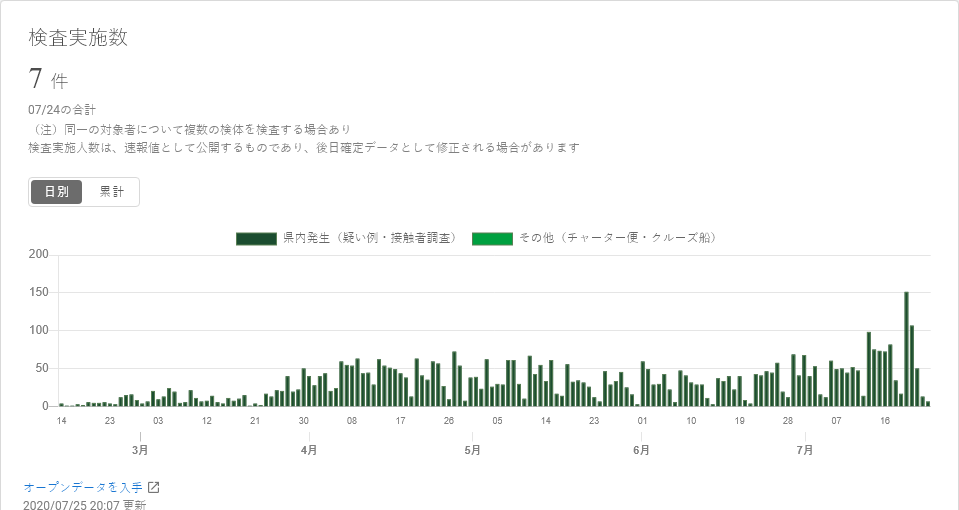 検査実施数
7 件
07/24の合計
（注）同一の対象者について複数の検体を検査する場合あり
検査実施人数は、速報値として公開するものであり、後日確定データとして修正される場合があります
日別 累計
県内発生（疑い例・接触者調査） その他（チャーター便・クルーズ船）
200
150
100
50
0
14 23 03 12 21 30 08 17 26 05 14 23 01 10 19 28 07 16
3月 4月 5月 6月 7月
オープンデータを入手
2020/07/25 20:07 更新